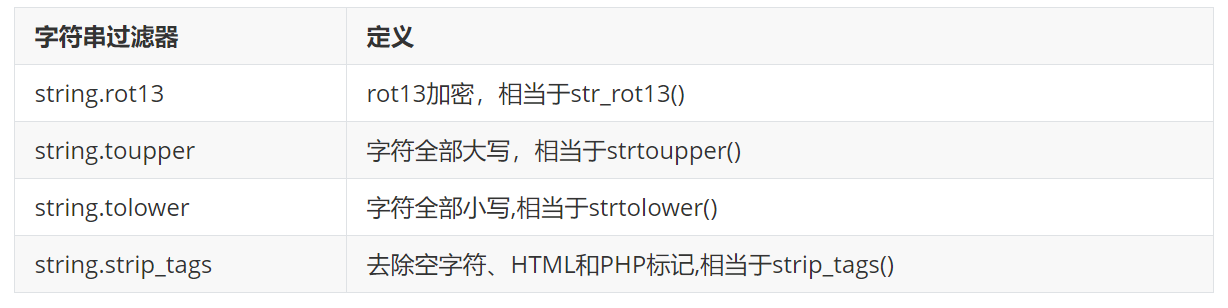 字符串过滤器 定义
string.rot13 rot13加密，相当于str_rot13()
string.toupper 字符全部大写，相当于strtoupper()
string.tolower 字符全部小写,相当于strtolower()
string.strip_tags 去除空字符、HTML和PHP标记,相当于strip_tags()